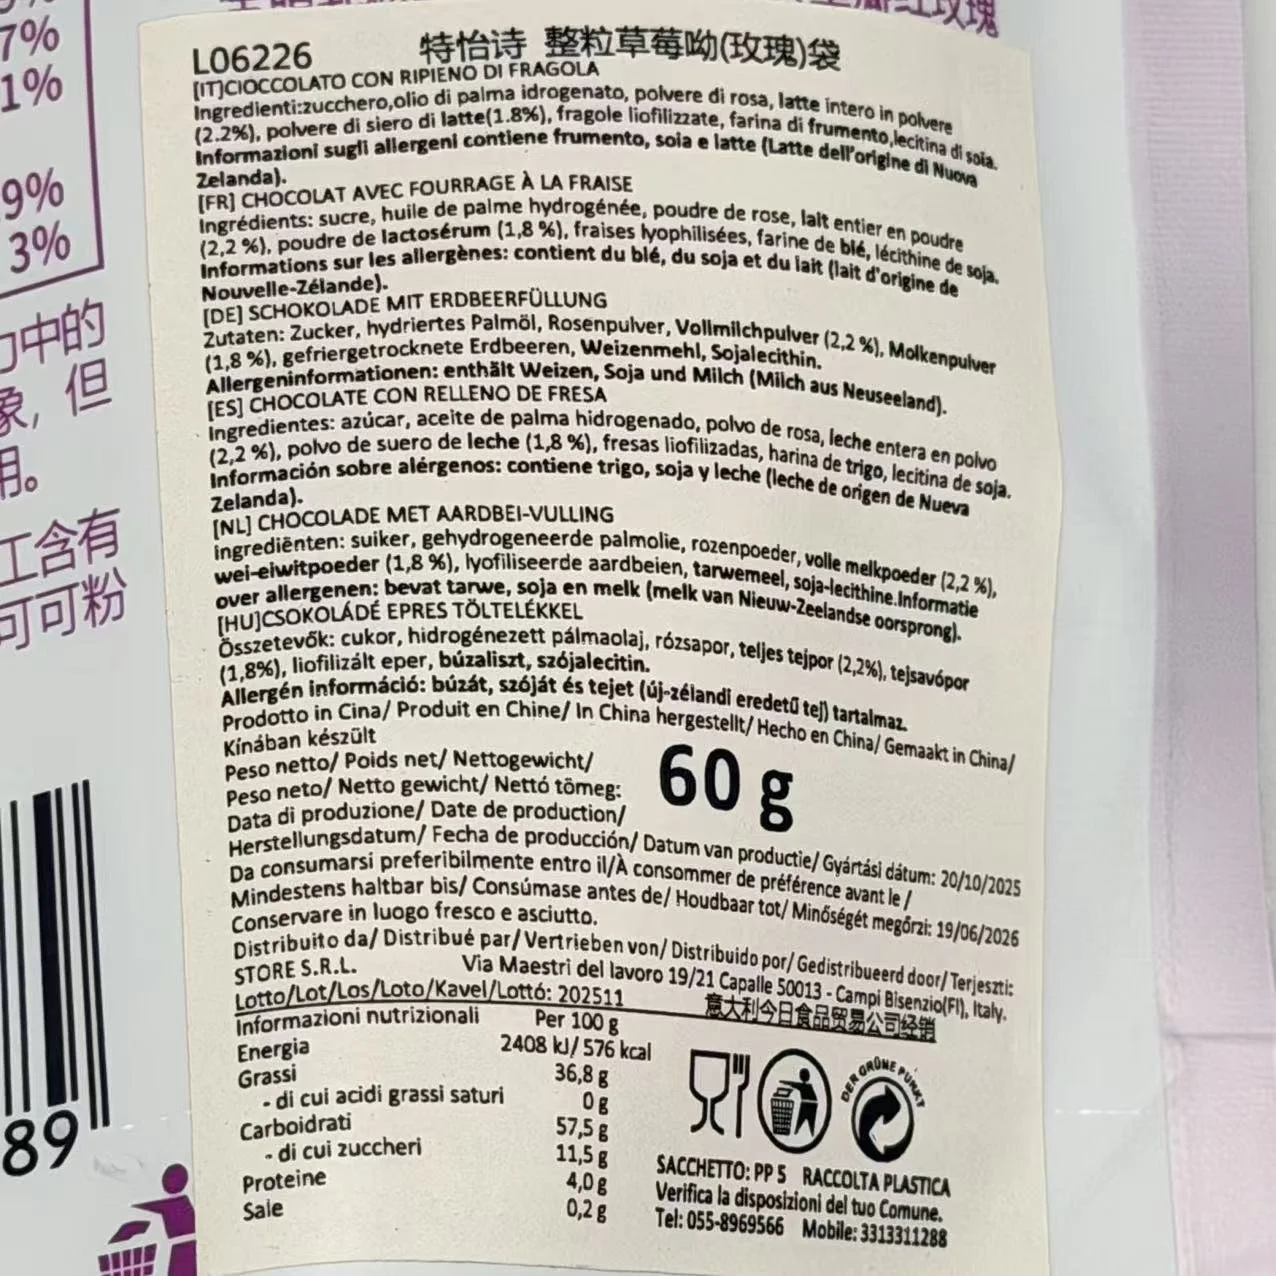 7%
1%
9%
3%
中的
象，但
用。
工含有
可可粉
89
红玫瑰
L06226 特怡诗 整粒草莓呦(玫瑰)袋
[IT]CIOCCOLATO CON RIPIENO DI FRAGOLA
Ingredienti:zucchero,olio di palma idrogenato, polvere di rosa, latte intero in polvere
(2.2%), polvere di siero di latte(1.8%), fragole liofilizzate, farina di frumento,lecitina di soia.
Informazioni sugli allergeni contiene frumento, soia e latte (Latte dell'origine di Nuova
Zelanda).
[FR] CHOCOLAT AVEC FOURRAGE À LA FRAISE
Ingrédients: sucre, huile de palme hydrogénée, poudre de rose, lait entier en poudre
(2,2 %), poudre de lactosérum (1,8 %), fraises lyophilisées, farine de blé, lécithine de soja.
Informations sur les allergènes: contient du blé, du soja et du lait (lait d'origine de
Nouvelle-Zélande).
[DE] SCHOKOLADE MIT ERDBEERFÜLLUNG
Zutaten: Zucker, hydriertes Palmöl, Rosenpulver, Vollmilchpulver (2,2 %), Molkenpulver
(1,8 %), gefriergetrocknete Erdbeeren, Weizenmehl, Sojalecithin.
Allergeninformationen: enthält Weizen, Soja und Milch (Milch aus Neuseeland).
[ES] CHOCOLATE CON RELLENO DE FRESA
Ingredientes: azúcar, aceite de palma hidrogenado, polvo de rosa, leche entera en polvo
(2,2 %), polvo de suero de leche (1,8 %), fresas liofilizadas, harina de trigo, lecitina de soja.
Información sobre alérgenos: contiene trigo, soja y leche (leche de origen de Nueva
Zelanda).
[NL] CHOCOLADE MET AARDBEI-VULLING
Ingrediënten: suiker, gehydrogeneerde palmolie, rozenpoeder, volle melkpoeder (2,2 %),
wei-eiwitpoeder (1,8 %), lyofiliseerde aardbeien, tarwemeel, soja-lecithine.Informatie
over allergenen: bevat tarwe, soja en melk (melk van Nieuw-Zeelandse oorsprong).
[HU]CSOKOLÁDÉ EPRES TÖLTELÉKKEL
Összetevők: cukor, hidrogénezett pálmaolaj, rózsapor, teljes tejpor (2,2%), tejsavópor
(1,8%), liofilizált eper, búzaliszt, szójalecitin.
Allergén információ: búzát, szóját és tejet (új-zélandi eredetű tej) tartalmaz.
Prodotto in Cina/ Produit en Chine/ In China hergestellt/ Hecho en China/ Gemaakt in China/
Kínában készült
Peso netto/ Poids net/ Nettogewicht/
Peso neto/ Netto gewicht/ Nettó tömeg: 60 g
Data di produzione/ Date de production/
Herstellungsdatum/ Fecha de producción/ Datum van productie/ Gyártási dátum: 20/10/2025
Da consumarsi preferibilmente entro il/À consommer de préférence avant le /
Mindestens haltbar bis/ Consúmase antes de/ Houdbaar tot/ Minőségét megőrzi: 19/06/2026
Conservare in luogo fresco e asciutto.
Distribuito da/ Distribué par/ Vertrieben von/ Distribuido por/ Gedistribueerd door/ Terjeszti:
STORE S.R.L. Via Maestri del lavoro 19/21 Capalle 50013 - Campi Bisenzio(FI), Italy.
Lotto/Lot/Los/Loto/Kavel/Lottó: 202511 意大利今日食品贸易公司经销
Informazioni nutrizionali Per 100 g
Energia 2408 kJ/ 576 kcal
Grassi 36,8 g
- di cui acidi grassi saturi 0 g
Carboidrati 57,5 g
- di cui zuccheri 11,5 g
Proteine 4,0 g
Sale 0,2 g
DER GRÜNE PUNKT
SACCHETTO: PP 5 RACCOLTA PLASTICA
Verifica la disposizioni del tuo Comune.
Tel: 055-8969566 Mobile: 3313311288